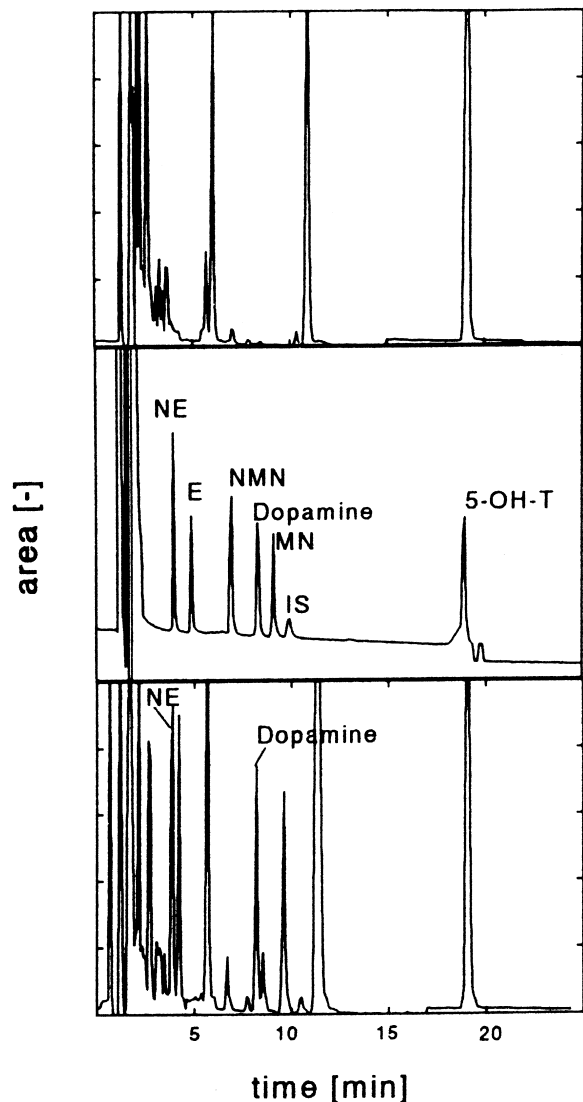 NE
E
NMN
Dopamine
MN
IS
5-OH-T
area [-]
NE
Dopamine
5 10 15 20
time [min]